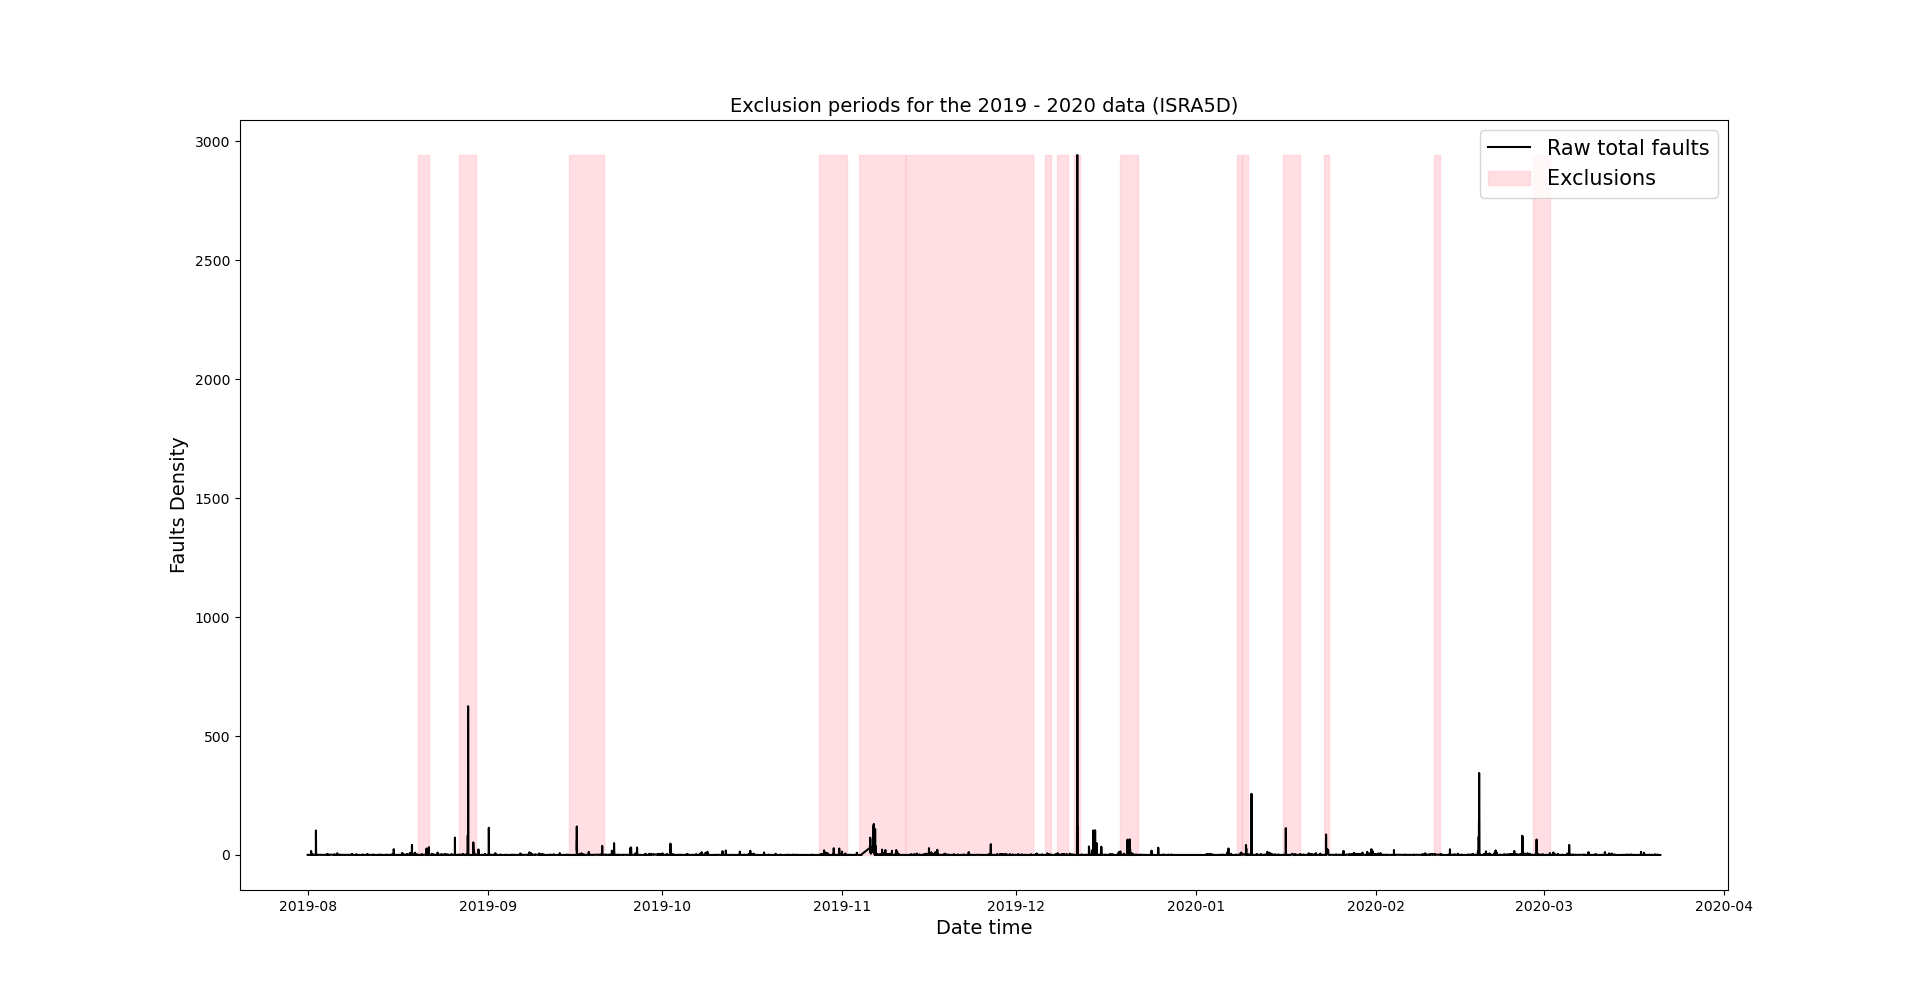 Exclusion periods for the 2019 - 2020 data (ISRA5D)
Raw total faults
Exclusions
3000
2500
2000
1500
1000
500
0
Faults Density
2019-08 2019-09 2019-10 2019-11 2019-12 2020-01 2020-02 2020-03 2020-04
Date time